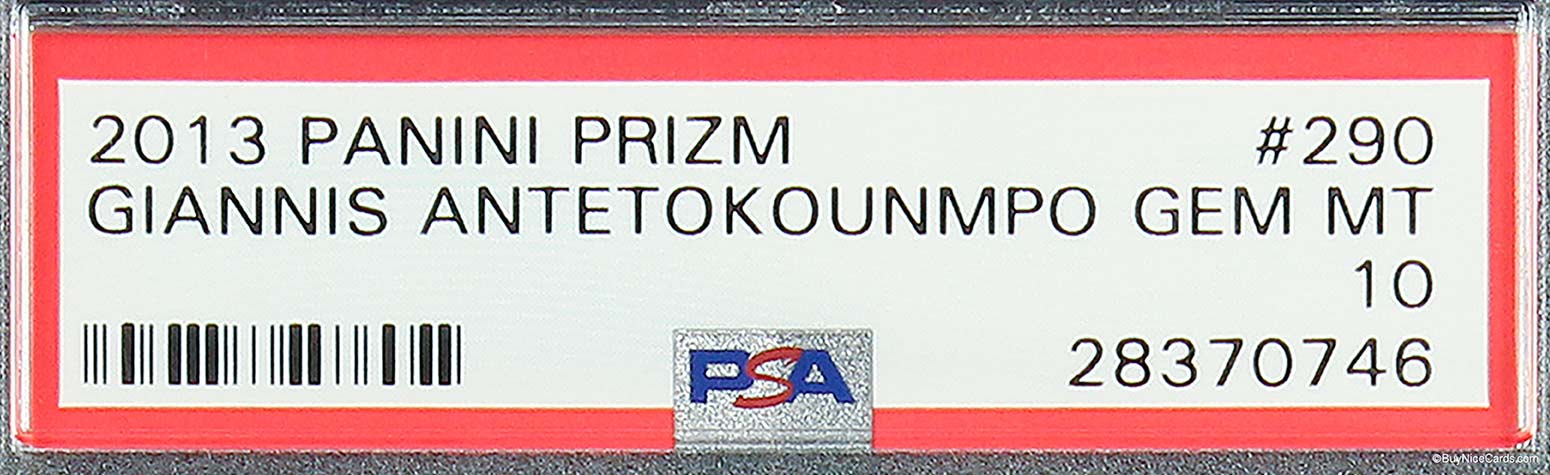 2013 PANINI PRIZM #290
GIANNIS ANTETOKOUNMPO GEM MT
10
28370746
PSA
©BuyNiceCards.com